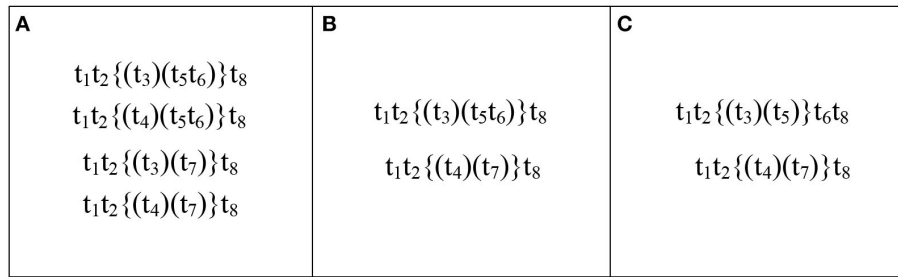 A
t₁t₂{(t₃)(t₅t₆)}t₈
t₁t₂{(t₄)(t₅t₆)}t₈
t₁t₂{(t₃)(t₇)}t₈
t₁t₂{(t₄)(t₇)}t₈
B
t₁t₂{(t₃)(t₅t₆)}t₈
t₁t₂{(t₄)(t₇)}t₈
C
t₁t₂{(t₃)(t₅)}t₆t₈
t₁t₂{(t₄)(t₇)}t₈